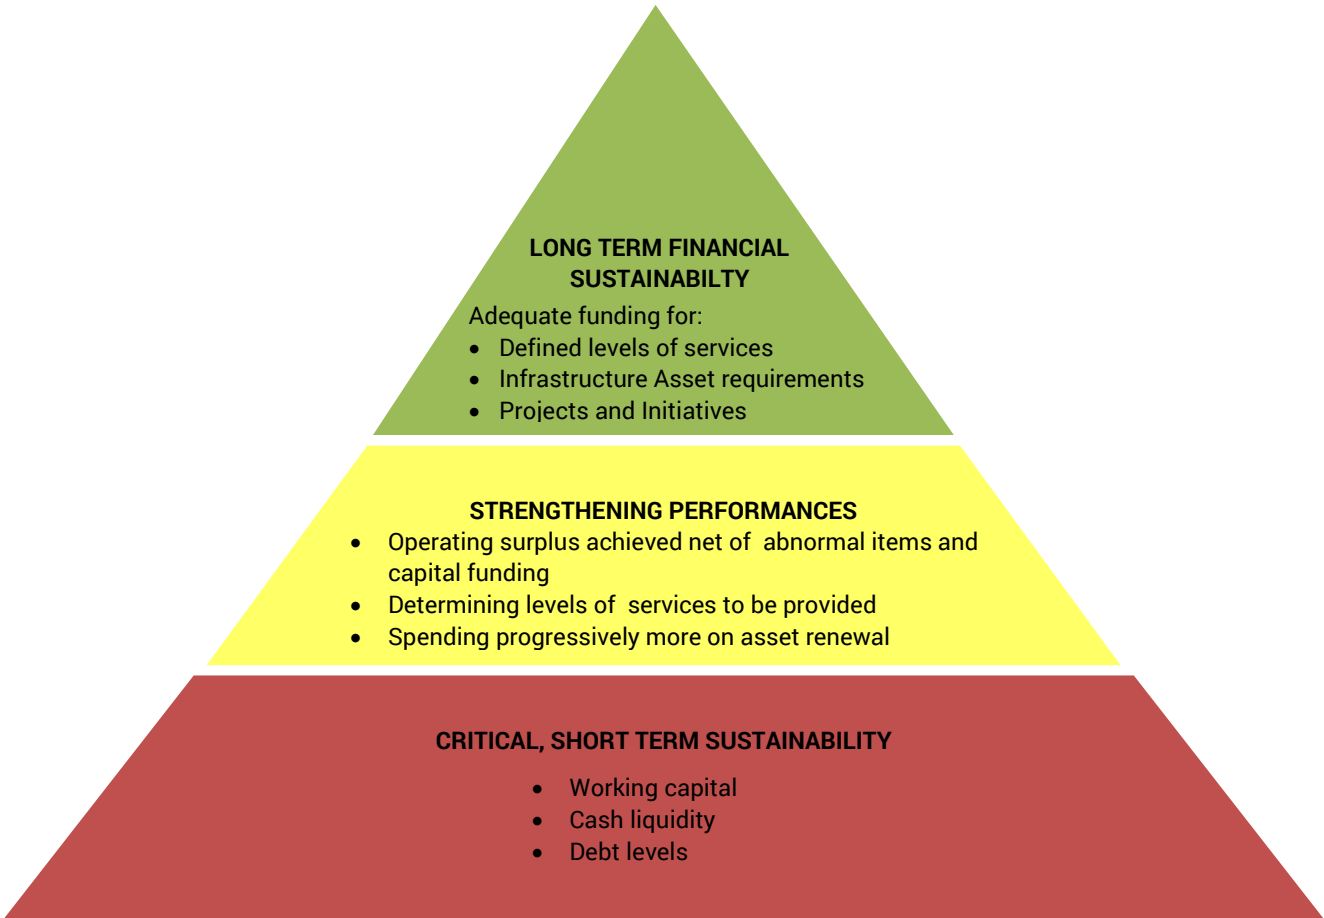 LONG TERM FINANCIAL
SUSTAINABILTY
Adequate funding for:
• Defined levels of services
• Infrastructure Asset requirements
• Projects and Initiatives
STRENGTHENING PERFORMANCES
• Operating surplus achieved net of  abnormal items and
capital funding
• Determining levels of  services to be provided
• Spending progressively more on asset renewal
CRITICAL, SHORT TERM SUSTAINABILITY
• Working capital
• Cash liquidity
• Debt levels